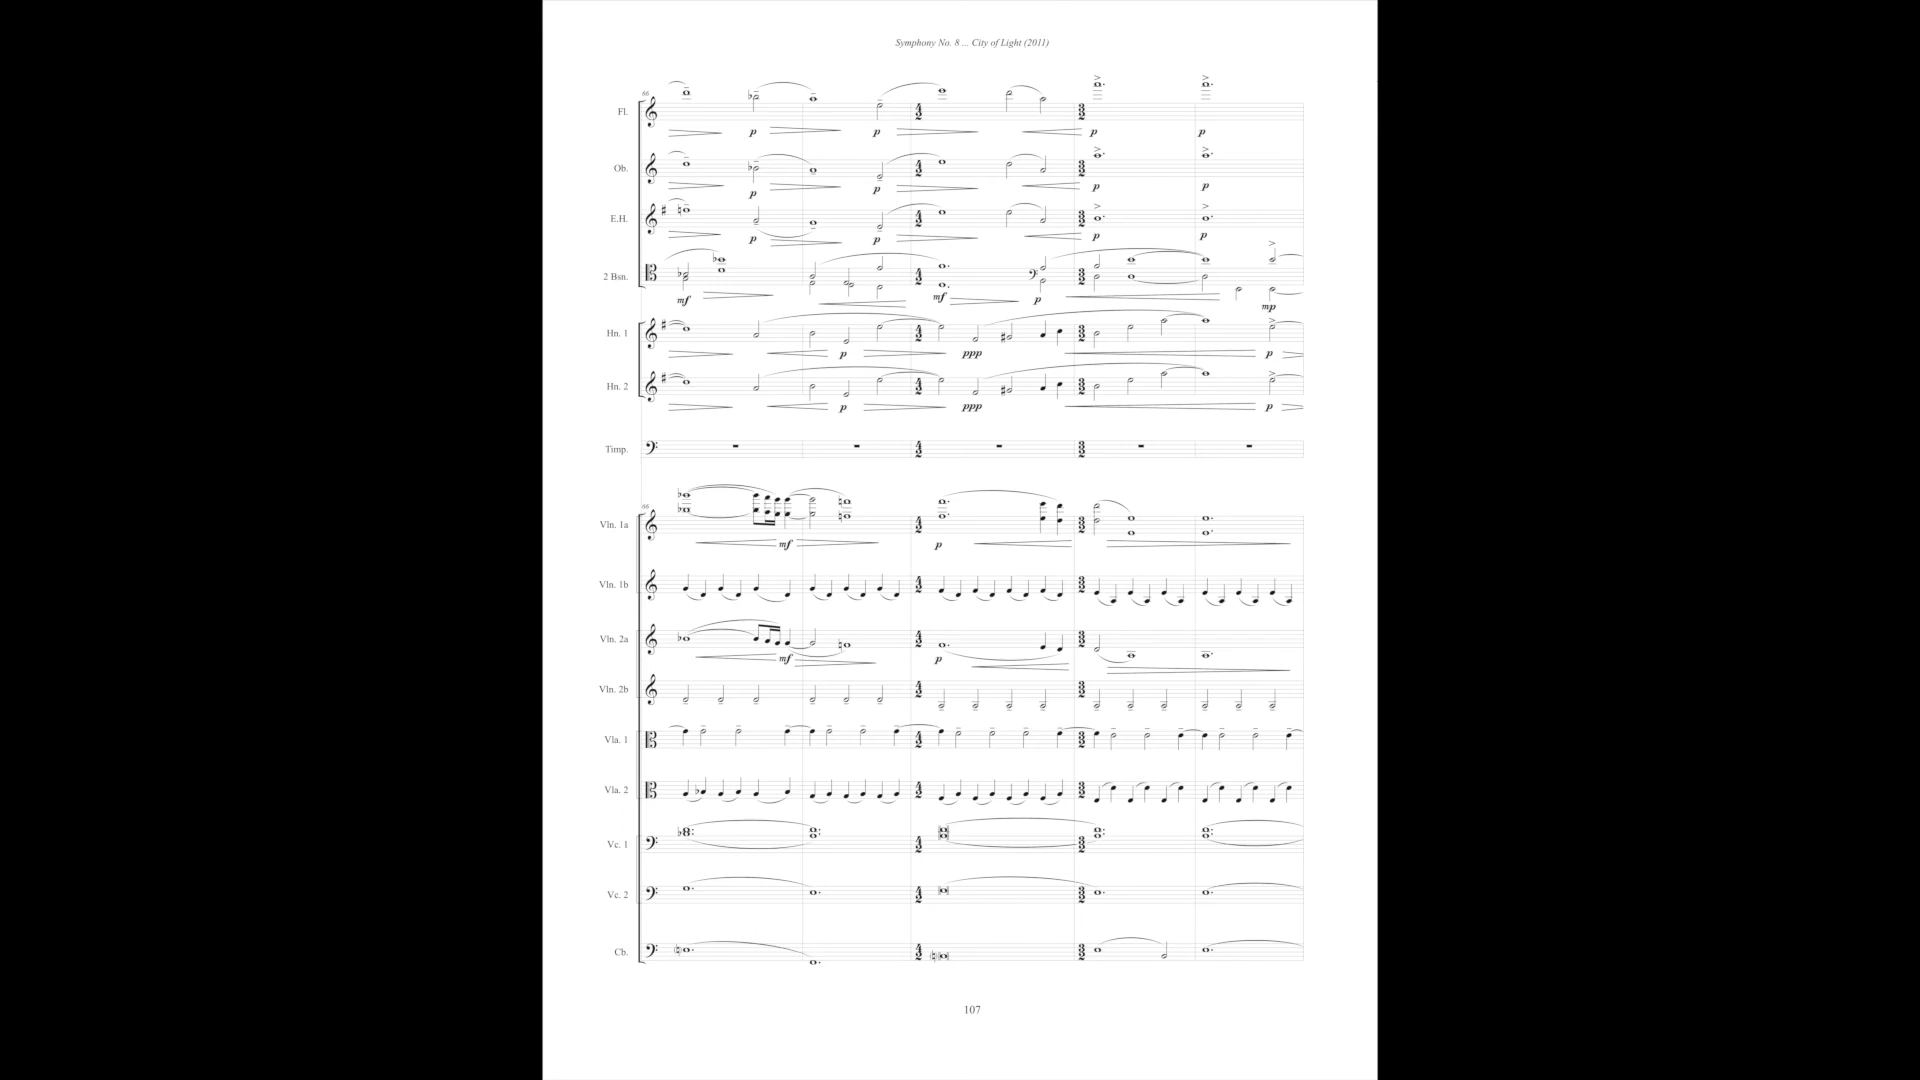 Symphony No. 8 ... City of Light (2011)
66
Fl.
p p p p
Ob.
p p p p
E.H.
p p p p
2 Bsn.
mf mf p mp
Hn. 1
p ppp p
Hn. 2
p ppp p
Timp.
66
Vln. 1a
mf p
Vln. 1b
Vln. 2a
mf p
Vln. 2b
Vla. 1
Vla. 2
Vc. 1
Vc. 2
Cb.
107